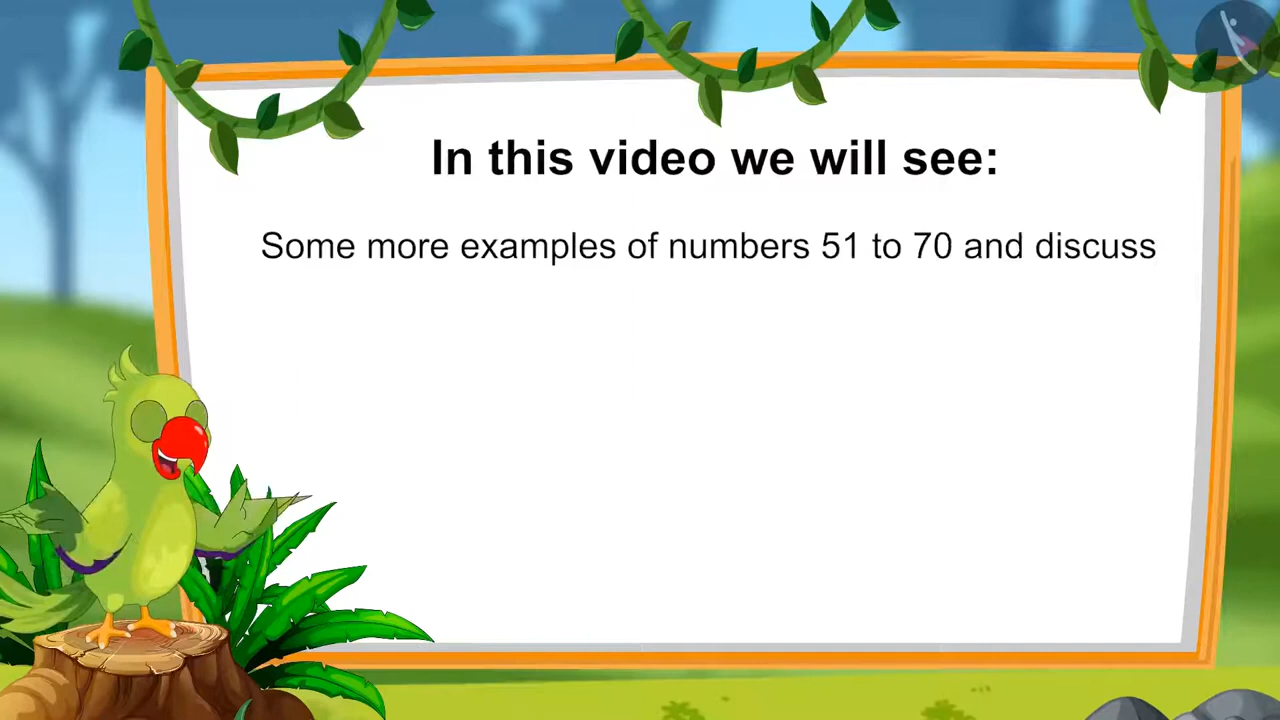 In this video we will see:
Some more examples of numbers 51 to 70 and discuss